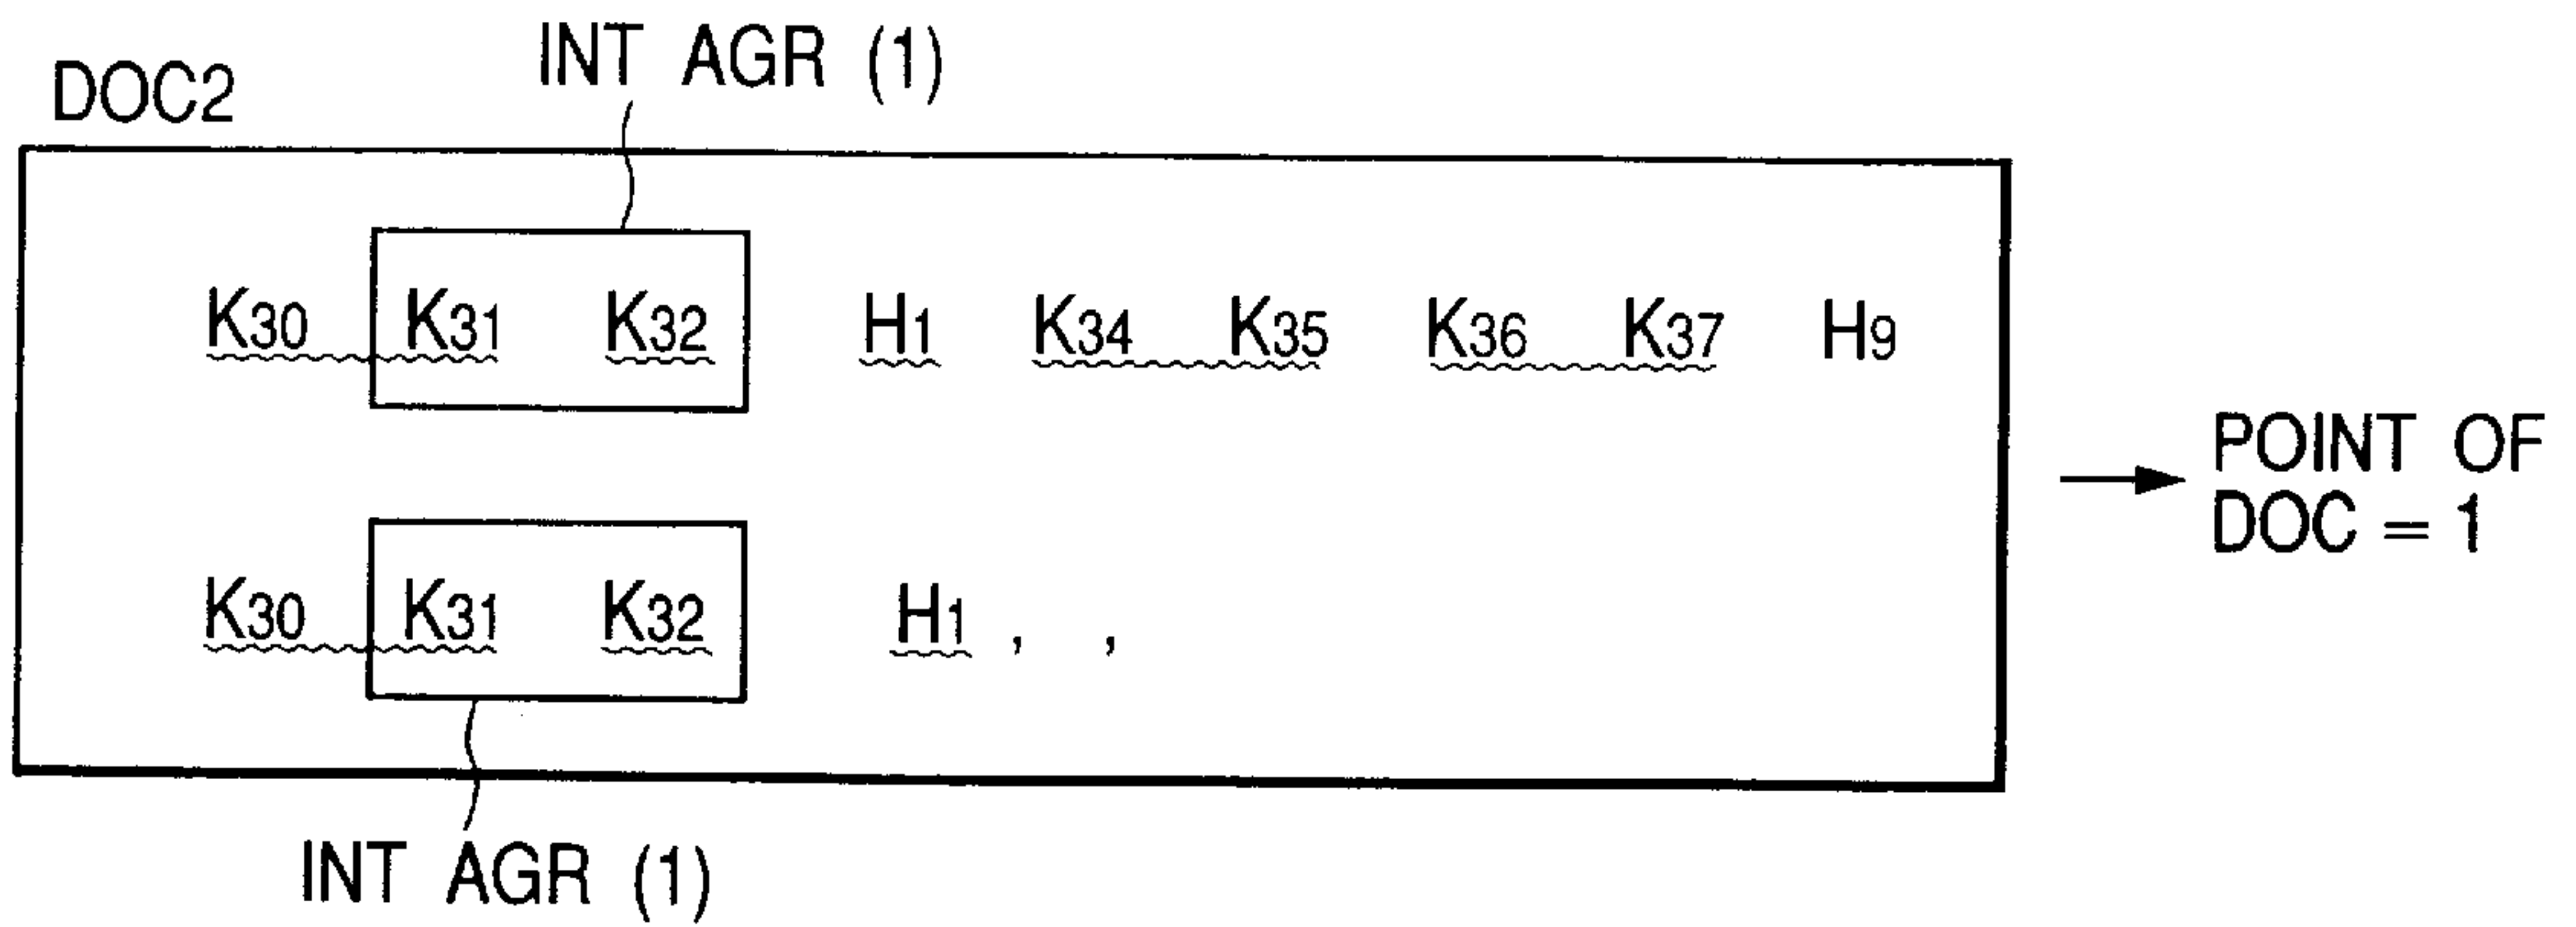 INT AGR (1)
DOC2
K30 K31 K32 H1 K34 K35 K36 K37 H9
POINT OF
DOC = 1
K30 K31 K32 H1 , ,
INT AGR (1)